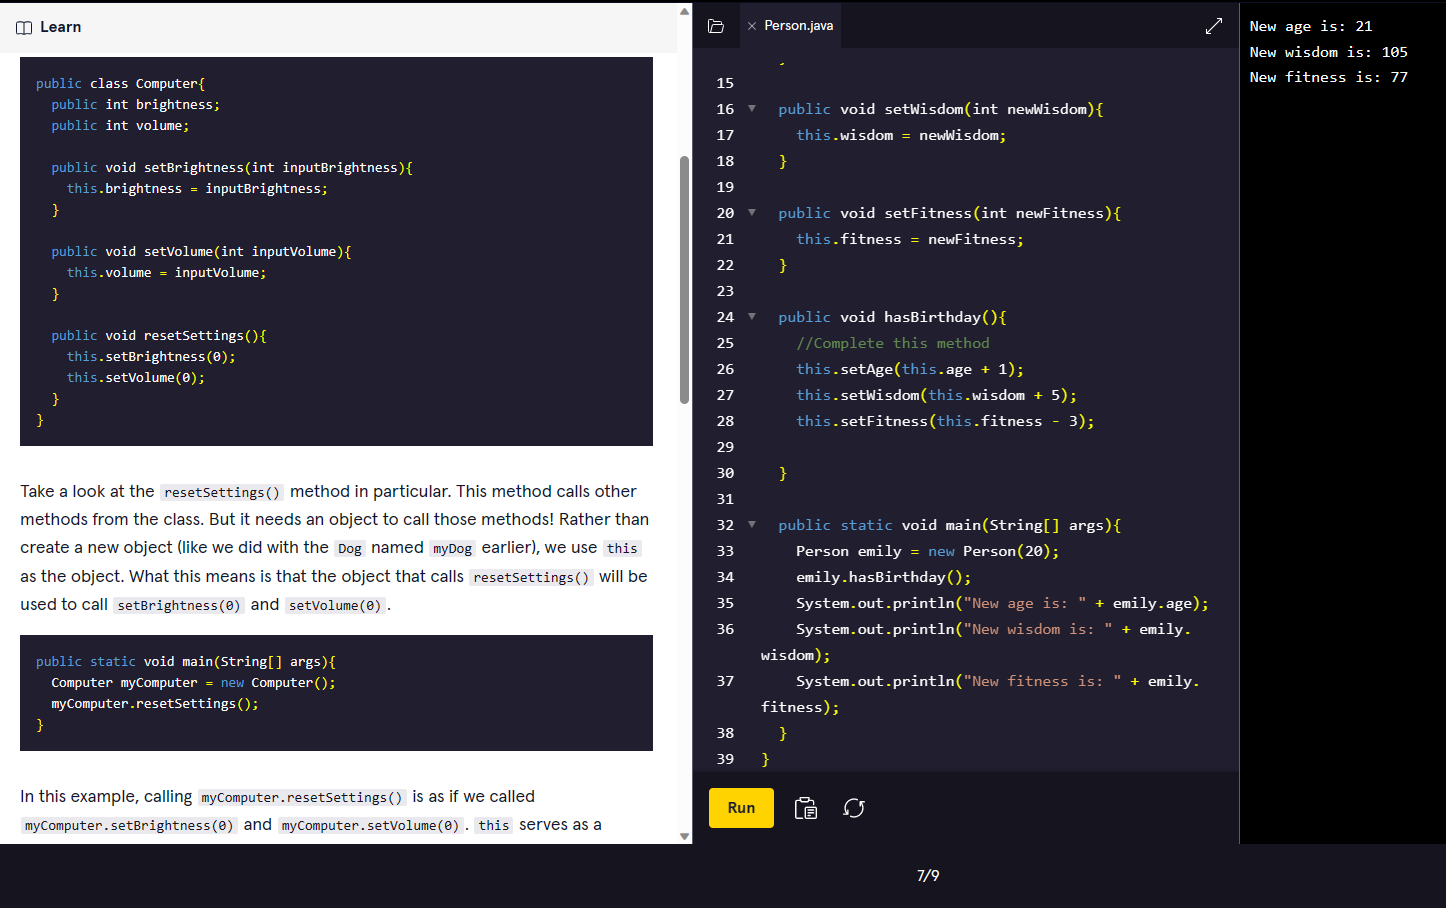 Learn
public class Computer{
public int brightness;
public int volume;
public void setBrightness(int inputBrightness){
this.brightness = inputBrightness;
}
public void setVolume(int inputVolume){
this.volume = inputVolume;
}
public void resetSettings(){
this.setBrightness(0);
this.setVolume(0);
}
}
Take a look at the resetSettings() method in particular. This method calls other
methods from the class. But it needs an object to call those methods! Rather than
create a new object (like we did with the Dog named myDog earlier), we use this
as the object. What this means is that the object that calls resetSettings() will be
used to call setBrightness(0) and setVolume(0).
public static void main(String[] args){
Computer myComputer = new Computer();
myComputer.resetSettings();
}
In this example, calling myComputer.resetSettings() is as if we called
myComputer.setBrightness(0) and myComputer.setVolume(0). this serves as a
Person.java
15
16 public void setWisdom(int newWisdom){
17 this.wisdom = newWisdom;
18 }
19
20 public void setFitness(int newFitness){
21 this.fitness = newFitness;
22 }
23
24 public void hasBirthday(){
25 //Complete this method
26 this.setAge(this.age + 1);
27 this.setWisdom(this.wisdom + 5);
28 this.setFitness(this.fitness - 3);
29
30 }
31
32 public static void main(String[] args){
33 Person emily = new Person(20);
34 emily.hasBirthday();
35 System.out.println("New age is: " + emily.age);
36 System.out.println("New wisdom is: " + emily.
wisdom);
37 System.out.println("New fitness is: " + emily.
fitness);
38 }
39 }
Run
New age is: 21
New wisdom is: 105
New fitness is: 77
7/9